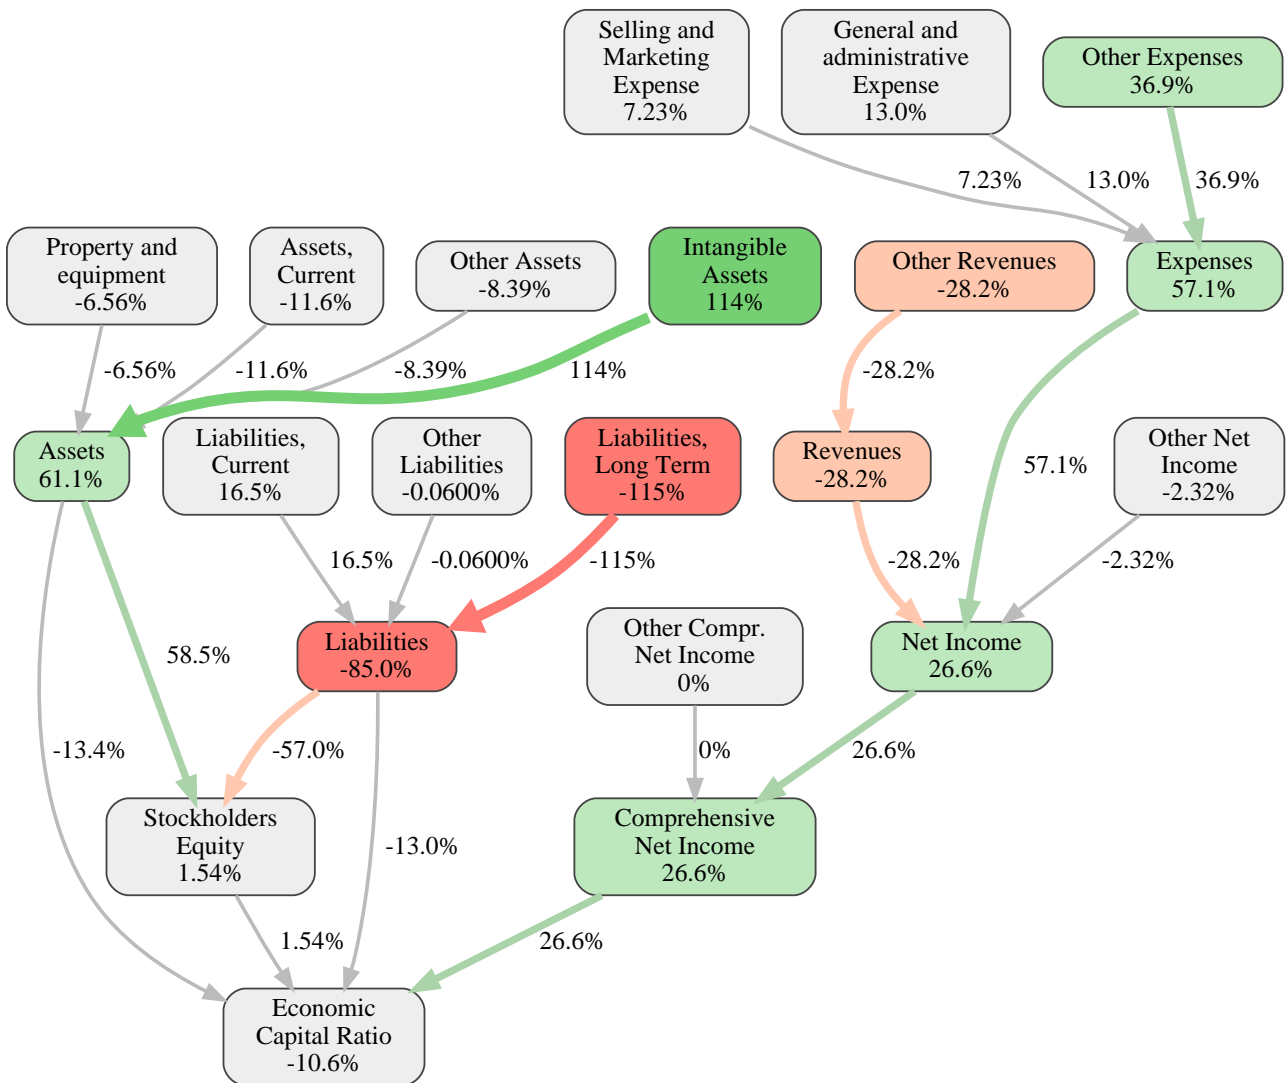 Selling and
Marketing
Expense
7.23%
General and
administrative
Expense
13.0%
Other Expenses
36.9%
7.23%
13.0%
36.9%
Property and
equipment
-6.56%
Assets,
Current
-11.6%
Other Assets
-8.39%
Intangible
Assets
114%
Other Revenues
-28.2%
Expenses
57.1%
-6.56%
-11.6%
-8.39%
114%
-28.2%
57.1%
Assets
61.1%
Liabilities,
Current
16.5%
Other
Liabilities
-0.0600%
Liabilities,
Long Term
-115%
Revenues
-28.2%
Other Net
Income
-2.32%
16.5%
-0.0600%
-115%
-28.2%
-2.32%
58.5%
Liabilities
-85.0%
Other Compr.
Net Income
0%
Net Income
26.6%
-13.4%
-57.0%
0%
26.6%
Stockholders
Equity
1.54%
-13.0%
Comprehensive
Net Income
26.6%
1.54%
26.6%
Economic
Capital Ratio
-10.6%